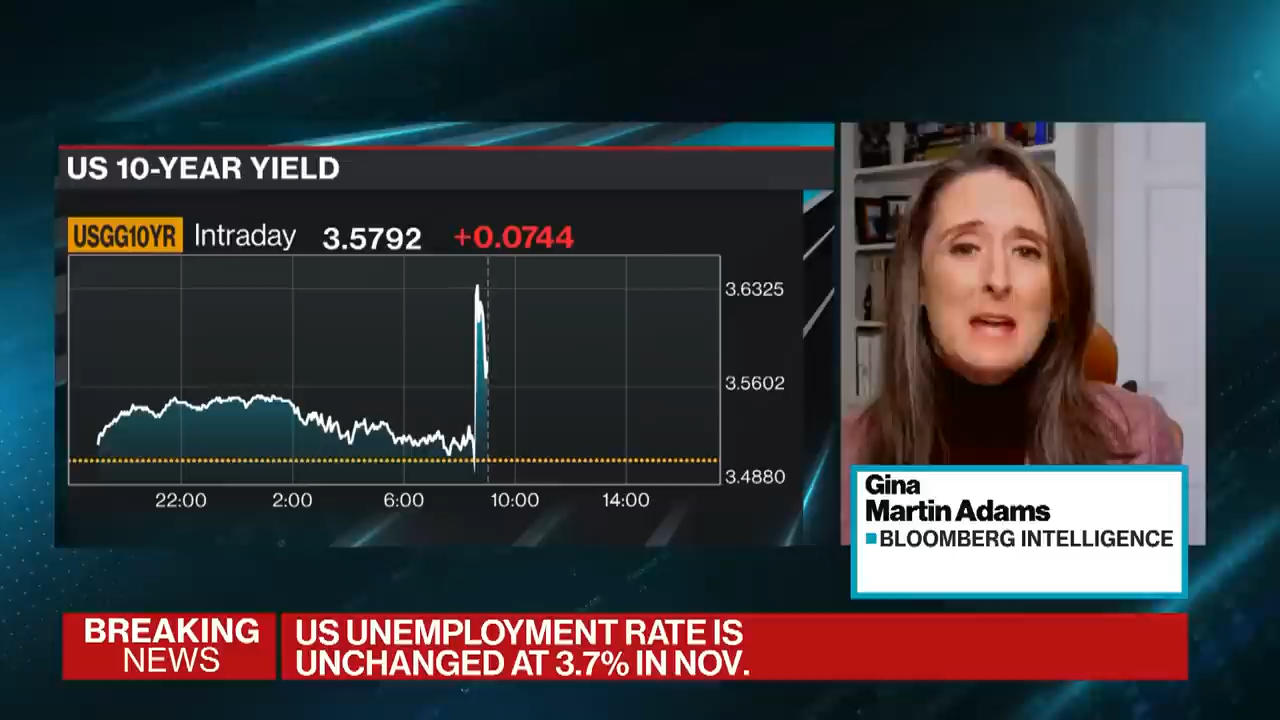 US 10-YEAR YIELD
USGG10YR Intraday 3.5792 +0.0744
3.6325
3.5602
3.4880
22:00 2:00 6:00 10:00 14:00
Gina
Martin Adams
BLOOMBERG INTELLIGENCE
BREAKING
NEWS
US UNEMPLOYMENT RATE IS
UNCHANGED AT 3.7% IN NOV.